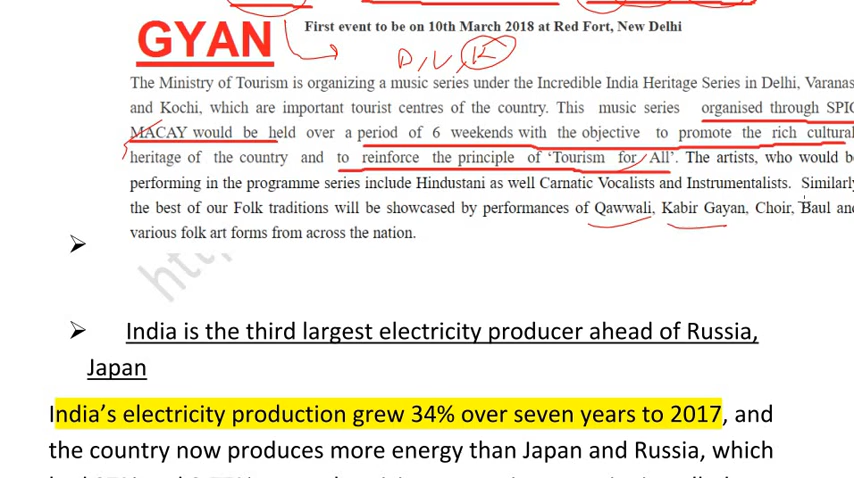 First event to be on 10th March 2018 at Red Fort, New Delhi
GYAN
D, V, K
The Ministry of Tourism is organizing a music series under the Incredible India Heritage Series in Delhi, Varanas
and Kochi, which are important tourist centres of the country. This music series organised through SPIC
MACAY would be held over a period of 6 weekends with the objective to promote the rich cultural
heritage of the country and to reinforce the principle of 'Tourism for All'. The artists, who would be
performing in the programme series include Hindustani as well Carnatic Vocalists and Instrumentalists. Similarly
the best of our Folk traditions will be showcased by performances of Qawwali, Kabir Gayan, Choir, Baul and
various folk art forms from across the nation.
India is the third largest electricity producer ahead of Russia,
Japan
India's electricity production grew 34% over seven years to 2017, and
the country now produces more energy than Japan and Russia, which